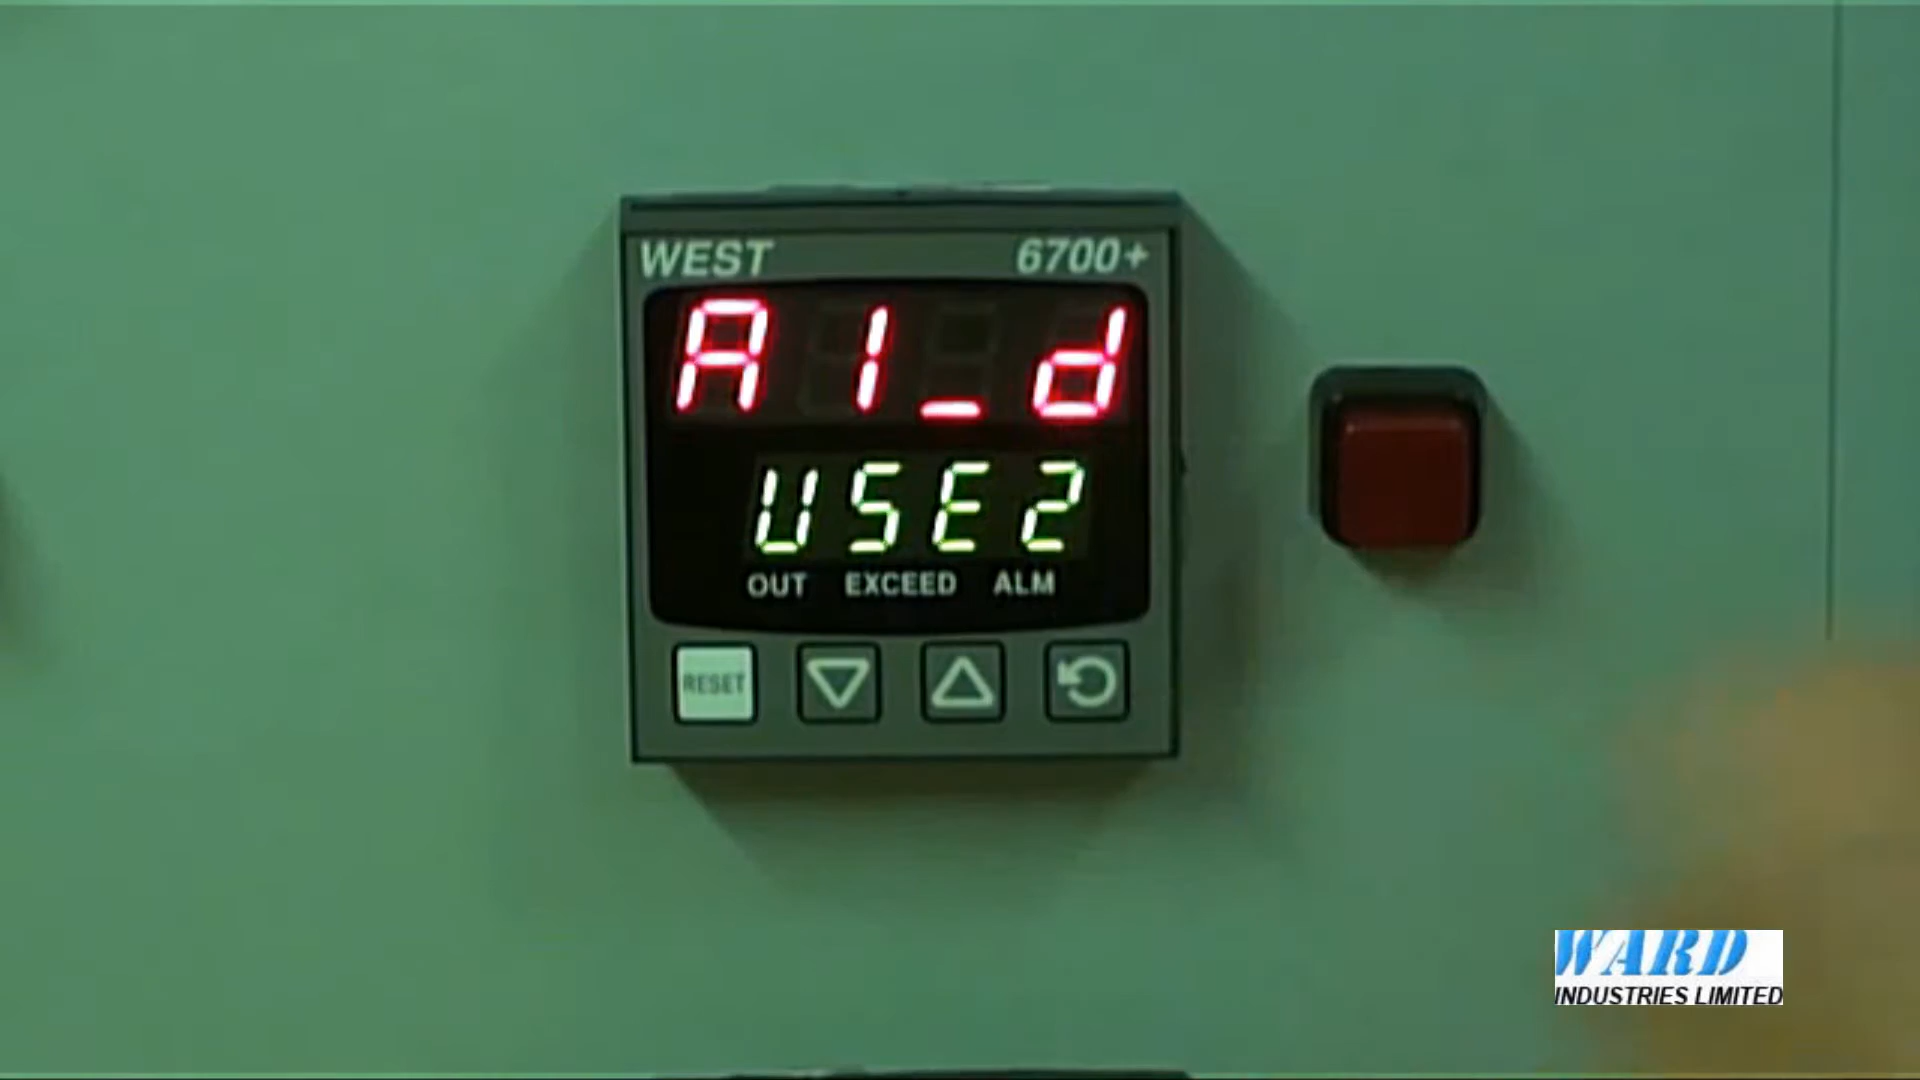 WEST 6700+
A1_d
USE2
OUT EXCEED ALM
RESET
WARD
INDUSTRIES LIMITED